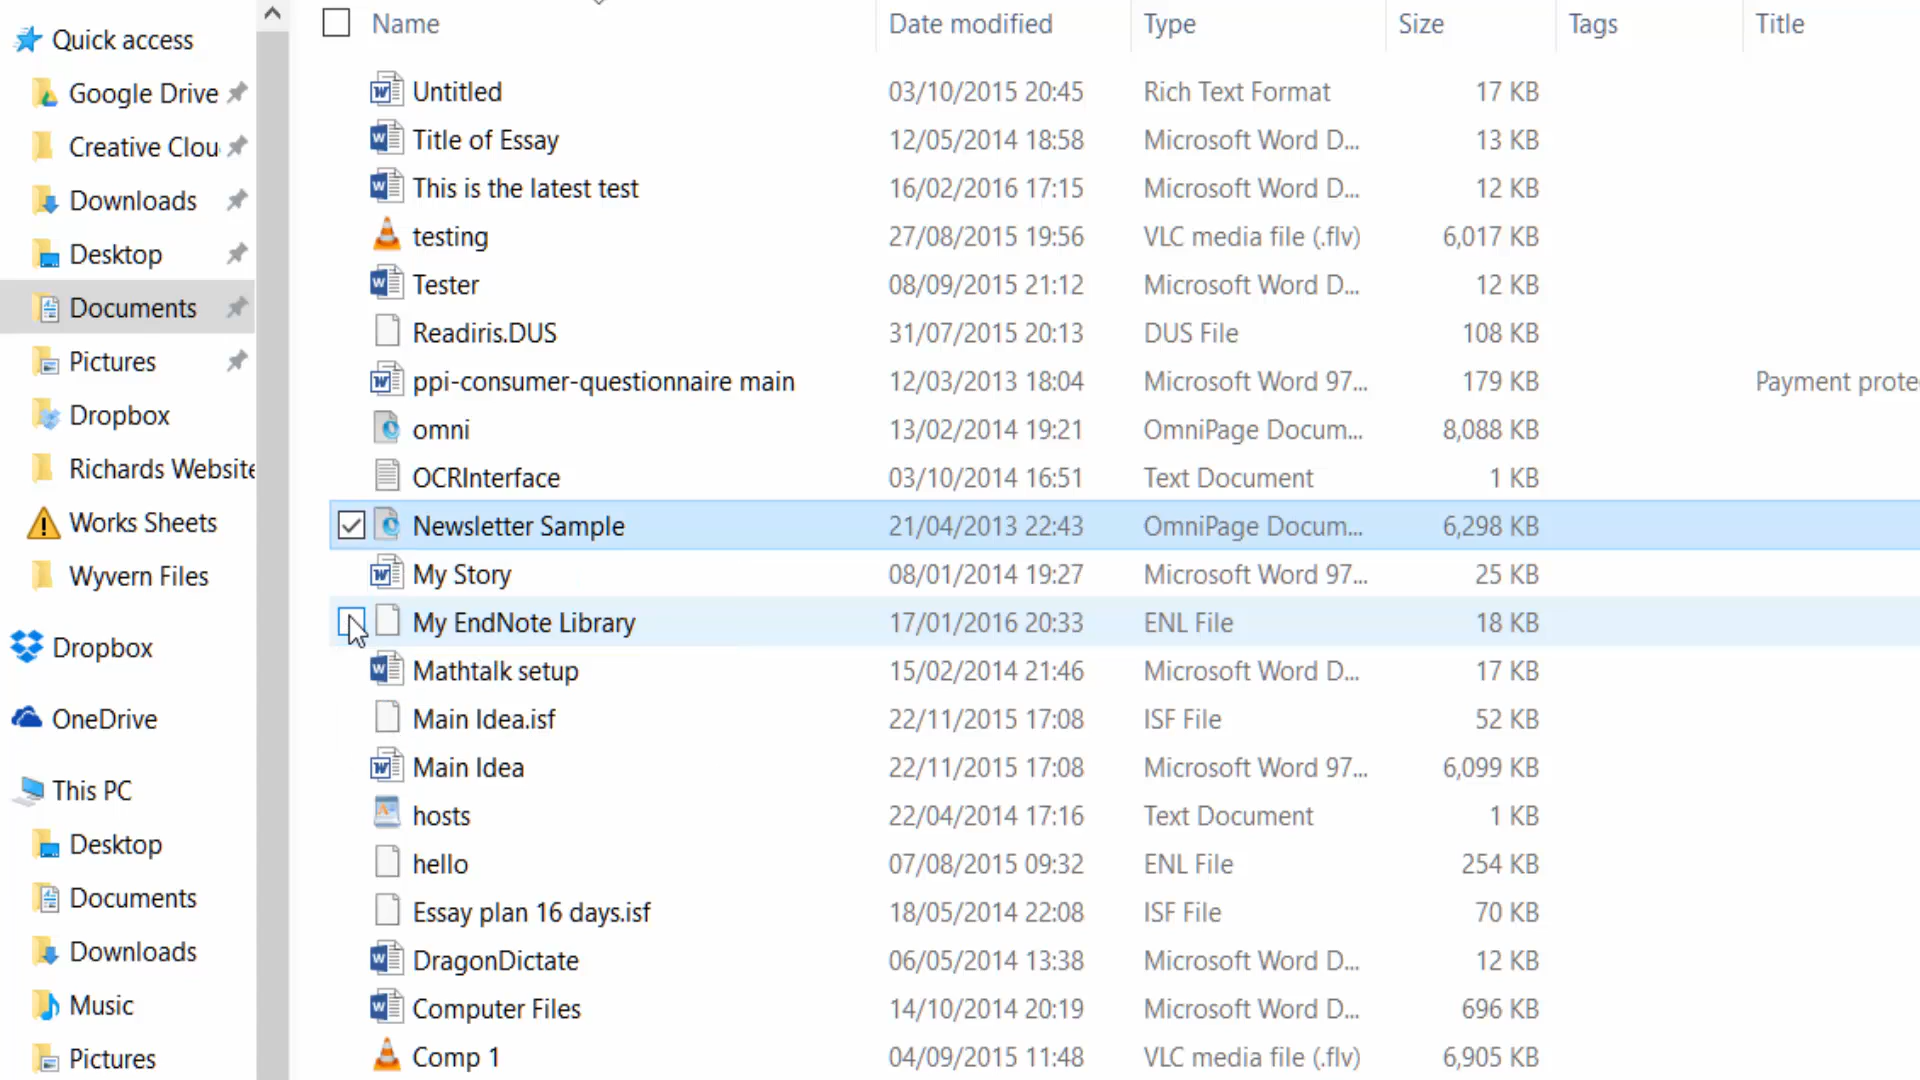 Quick access
Google Drive
Creative Clou
Downloads
Desktop
Documents
Pictures
Dropbox
Richards Website
Works Sheets
Wyvern Files
Dropbox
OneDrive
This PC
Desktop
Documents
Downloads
Music
Pictures
Name Date modified Type Size Tags Title
Untitled 03/10/2015 20:45 Rich Text Format 17 KB
Title of Essay 12/05/2014 18:58 Microsoft Word D... 13 KB
This is the latest test 16/02/2016 17:15 Microsoft Word D... 12 KB
testing 27/08/2015 19:56 VLC media file (.flv) 6,017 KB
Tester 08/09/2015 21:12 Microsoft Word D... 12 KB
Readiris.DUS 31/07/2015 20:13 DUS File 108 KB
ppi-consumer-questionnaire main 12/03/2013 18:04 Microsoft Word 97... 179 KB Payment prote
omni 13/02/2014 19:21 OmniPage Docum... 8,088 KB
OCRInterface 03/10/2014 16:51 Text Document 1 KB
Newsletter Sample 21/04/2013 22:43 OmniPage Docum... 6,298 KB
My Story 08/01/2014 19:27 Microsoft Word 97... 25 KB
My EndNote Library 17/01/2016 20:33 ENL File 18 KB
Mathtalk setup 15/02/2014 21:46 Microsoft Word D... 17 KB
Main Idea.isf 22/11/2015 17:08 ISF File 52 KB
Main Idea 22/11/2015 17:08 Microsoft Word 97... 6,099 KB
hosts 22/04/2014 17:16 Text Document 1 KB
hello 07/08/2015 09:32 ENL File 254 KB
Essay plan 16 days.isf 18/05/2014 22:08 ISF File 70 KB
DragonDictate 06/05/2014 13:38 Microsoft Word D... 12 KB
Computer Files 14/10/2014 20:19 Microsoft Word D... 696 KB
Comp 1 04/09/2015 11:48 VLC media file (.flv) 6,905 KB